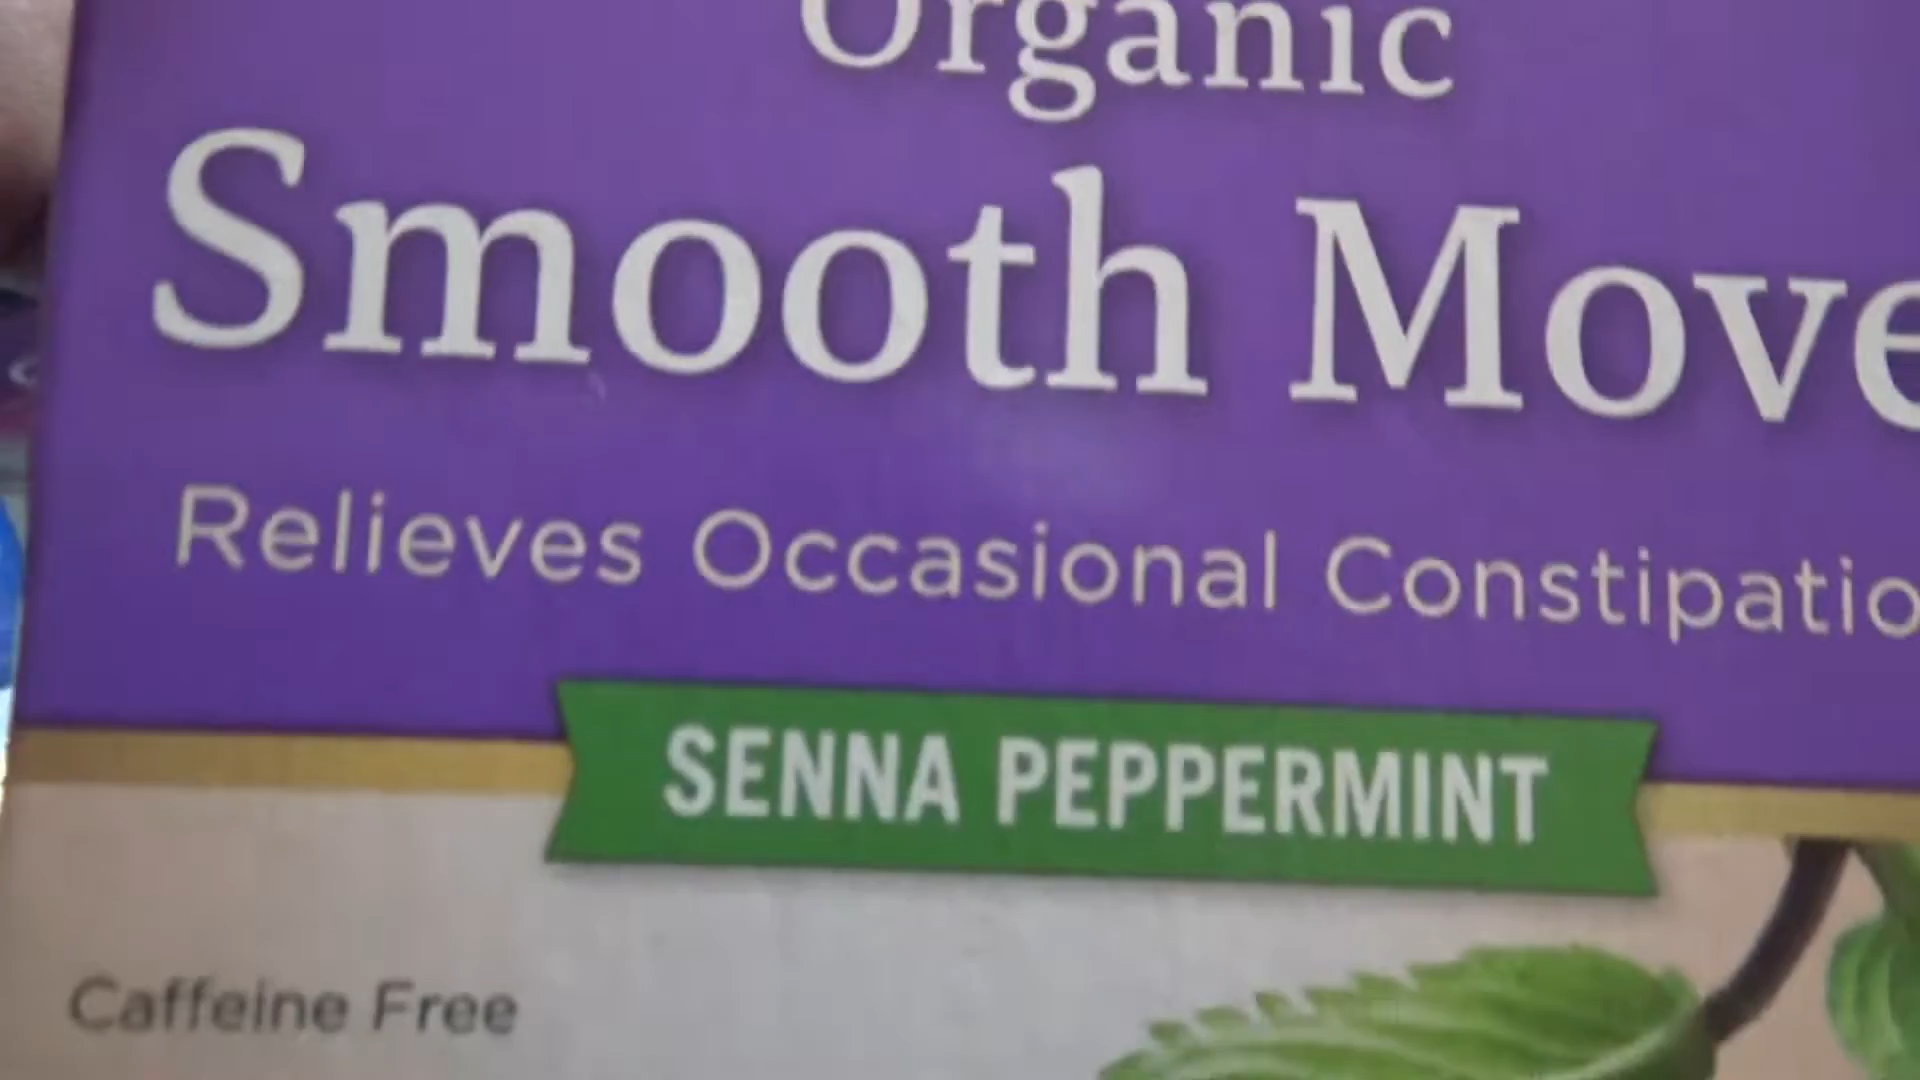 Organic
Smooth Move
Relieves Occasional Constipatio
SENNA PEPPERMINT
Caffeine Free